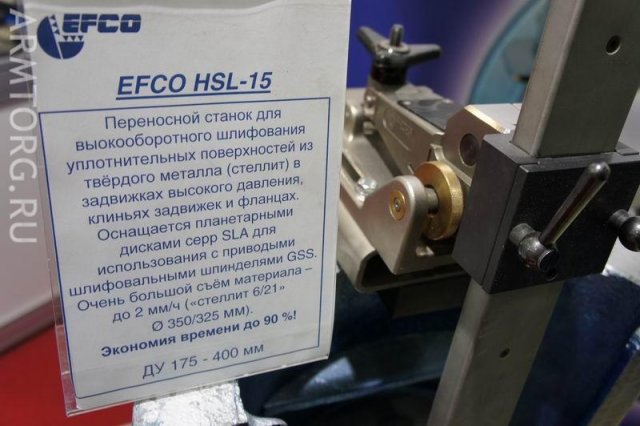 EFCO
EFCO HSL-15
Переносной станок для
выокооборотного шлифования
уплотнительных поверхностей из
твёрдого металла (стеллит) в
задвижках высокого давления,
клиньях задвижек и фланцах.
Оснащается планетарными
дисками серр SLA для
использования с приводыми
шлифовальными шпинделями GSS.
Очень большой съём материала –
до 2 мм/ч («стеллит 6/21»
Ø 350/325 мм).
Экономия времени до 90 %!
ДУ 175 - 400 мм
ARMTORG.RU